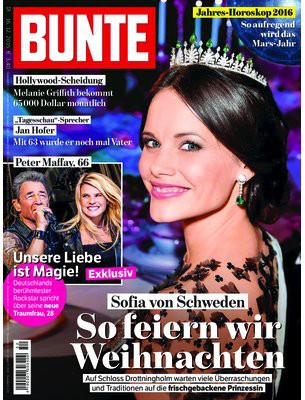 BUNTE
Jahres-Horoskop 2016
So aufregend
wird das
Mars-Jahr
Hollywood-Scheidung
Melanie Griffith bekommt
65000 Dollar monatlich
„Tagesschau“-Sprecher
Jan Hofer
Mit 63 wurde er noch mal Vater
Peter Maffay, 66
Unsere Liebe
ist Magie!
Exklusiv
Deutschlands
berühmtester
Rockstar spricht
über seine neue
Traumfrau, 28
Sofia von Schweden
So feiern wir
Weihnachten
Auf Schloss Drottningholm warten viele Überraschungen
und Traditionen auf die frischgebackene Prinzessin